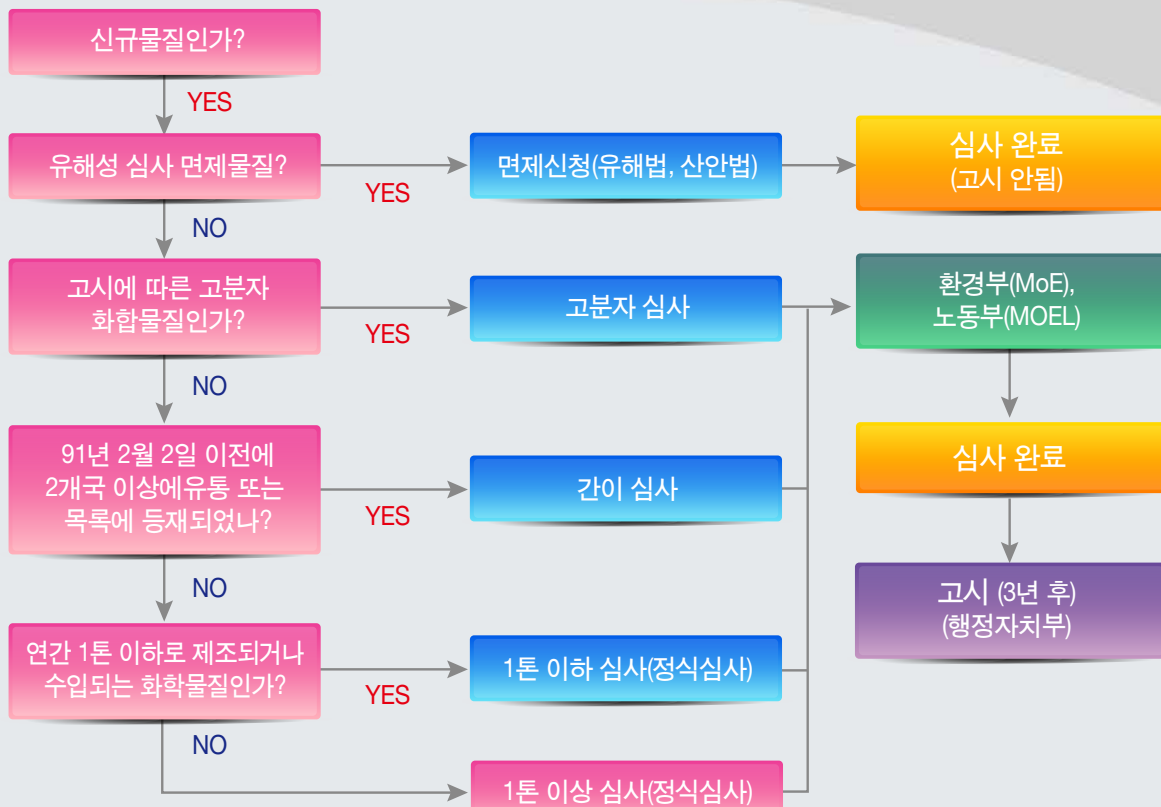 신규물질인가?
YES
유해성 심사 면제물질?
YES
면제신청(유해법, 산안법)
심사 완료
(고시 안됨)
NO
고시에 따른 고분자
화합물질인가?
YES
고분자 심사
환경부(MoE),
노동부(MOEL)
NO
91년 2월 2일 이전에
2개국 이상에유통 또는
목록에 등재되었나?
YES
간이 심사
심사 완료
NO
고시 (3년 후)
(행정자치부)
연간 1톤 이하로 제조되거나
수입되는 화학물질인가?
YES
1톤 이하 심사(정식심사)
NO
1톤 이상 심사(정식심사)